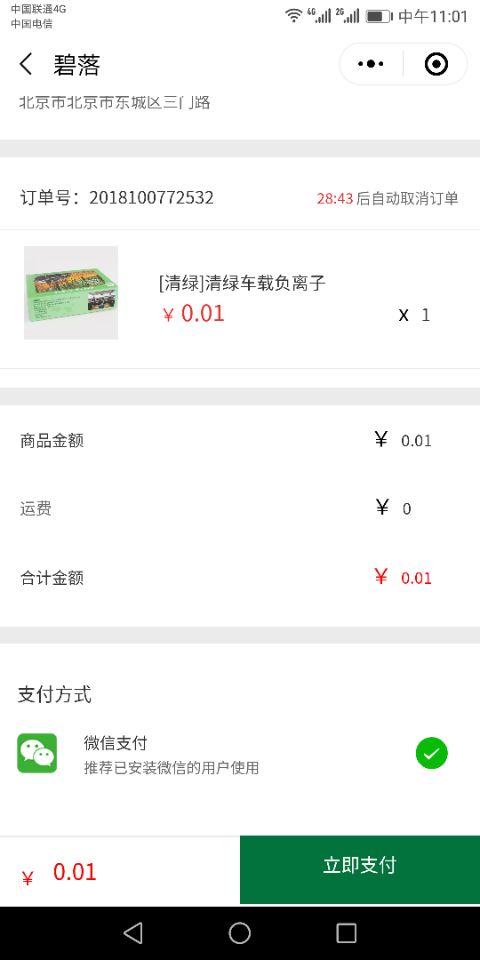 中国联通4G
中国电信
4G 2G 中午11:01
碧落
北京市北京市东城区三门路
订单号：2018100772532 28:43 后自动取消订单
[清绿]清绿车载负离子
¥ 0.01 x 1
商品金额 ¥ 0.01
运费 ¥ 0
合计金额 ¥ 0.01
支付方式
微信支付
推荐已安装微信的用户使用
¥ 0.01 立即支付